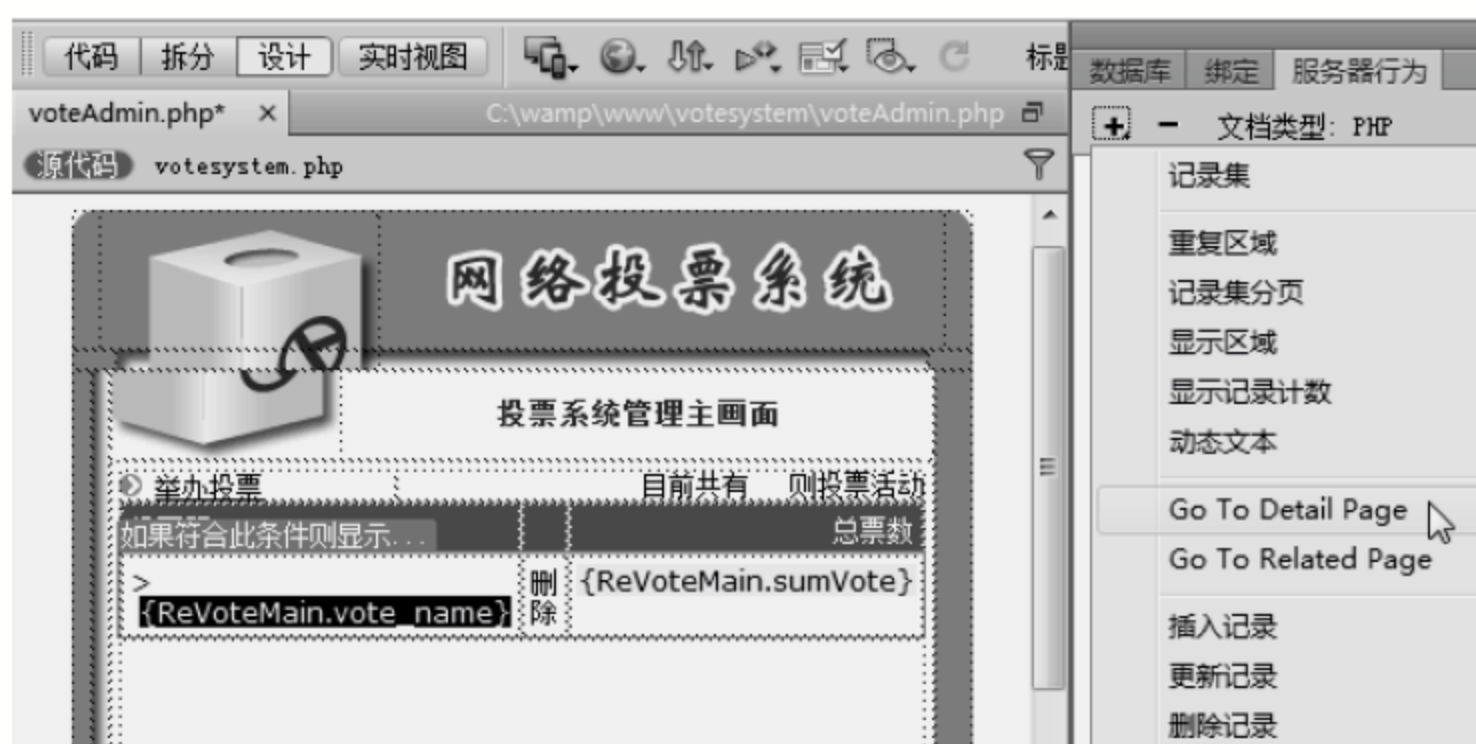 代码 拆分 设计 实时视图 标题
数据库 绑定 服务器行为
voteAdmin.php* × C:\wamp\www\votesystem\voteAdmin.php
+ − 文档类型: PHP
源代码 votesystem.php
记录集
重复区域
记录集分页
显示区域
显示记录计数
动态文本
Go To Detail Page
Go To Related Page
插入记录
更新记录
删除记录
网络投票系统
投票系统管理主画面
举办投票 目前共有 则投票活动
如果符合此条件则显示... 总票数
> 删 {ReVoteMain.sumVote}
{ReVoteMain.vote_name} 除